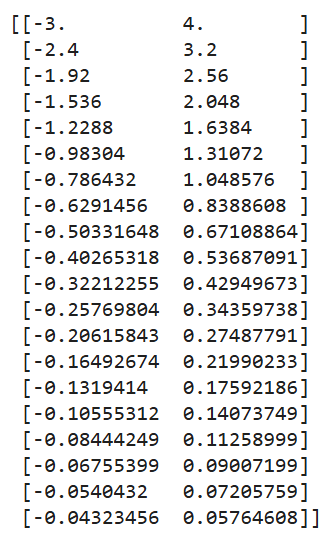 [[-3.          4.        ]
 [-2.4         3.2       ]
 [-1.92        2.56      ]
 [-1.536       2.048     ]
 [-1.2288      1.6384    ]
 [-0.98304     1.31072   ]
 [-0.786432    1.048576  ]
 [-0.6291456   0.8388608 ]
 [-0.50331648  0.67108864]
 [-0.40265318  0.53687091]
 [-0.32212255  0.42949673]
 [-0.25769804  0.34359738]
 [-0.20615843  0.27487791]
 [-0.16492674  0.21990233]
 [-0.1319414   0.17592186]
 [-0.10555312  0.14073749]
 [-0.08444249  0.11258999]
 [-0.06755399  0.09007199]
 [-0.0540432   0.07205759]
 [-0.04323456  0.05764608]]